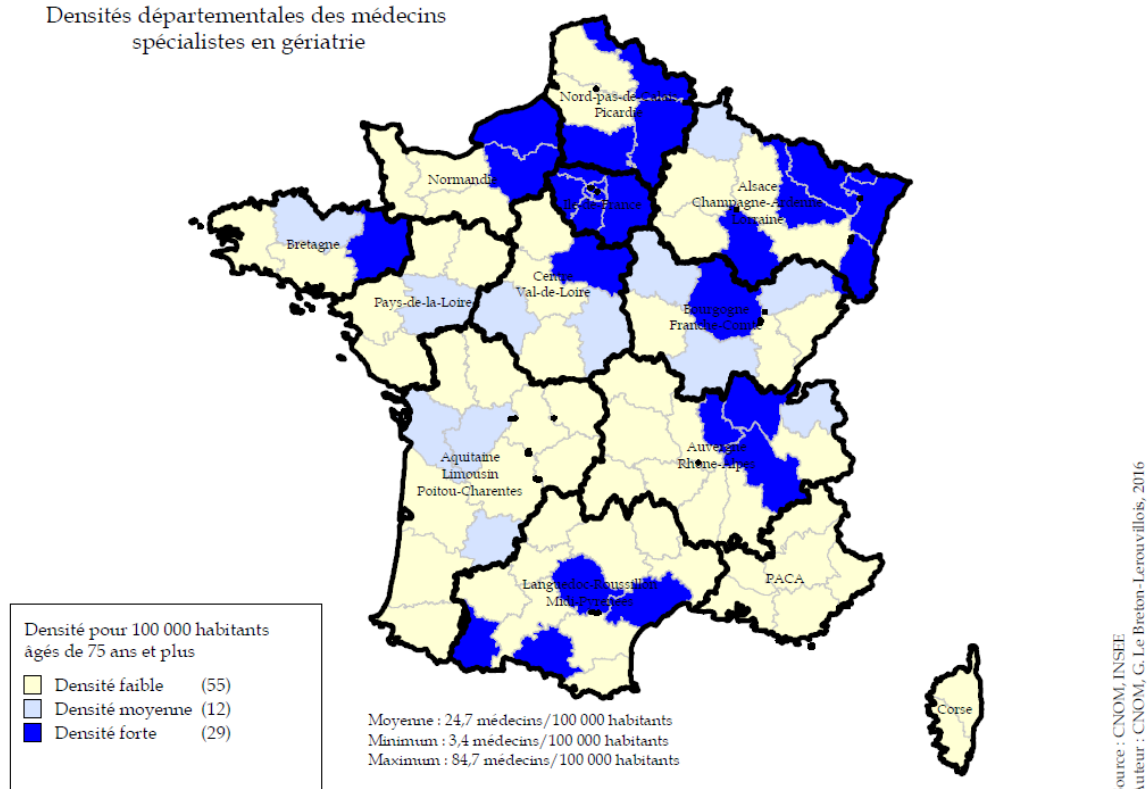 Densités départementales des médecins
spécialistes en gériatrie
Nord-pas-de-Calais
Picardie
Normandie
Ile-de-France
Alsace
Champagne-Ardenne
Lorraine
Bretagne
Pays-de-la-Loire
Centre
Val-de-Loire
Bourgogne
Franche-Comté
Auvergne
Rhône-Alpes
Aquitaine
Limousin
Poitou-Charentes
Languedoc-Roussillon
Midi-Pyrénées
PACA
Corse
Densité pour 100 000 habitants
âgés de 75 ans et plus
Densité faible (55)
Densité moyenne (12)
Densité forte (29)
Moyenne : 24,7 médecins/100 000 habitants
Minimum : 3,4 médecins/100 000 habitants
Maximum : 84,7 médecins/100 000 habitants
Source : CNOM, INSEE
Auteur : CNOM, G.Le Breton-Lerouvillois, 2016